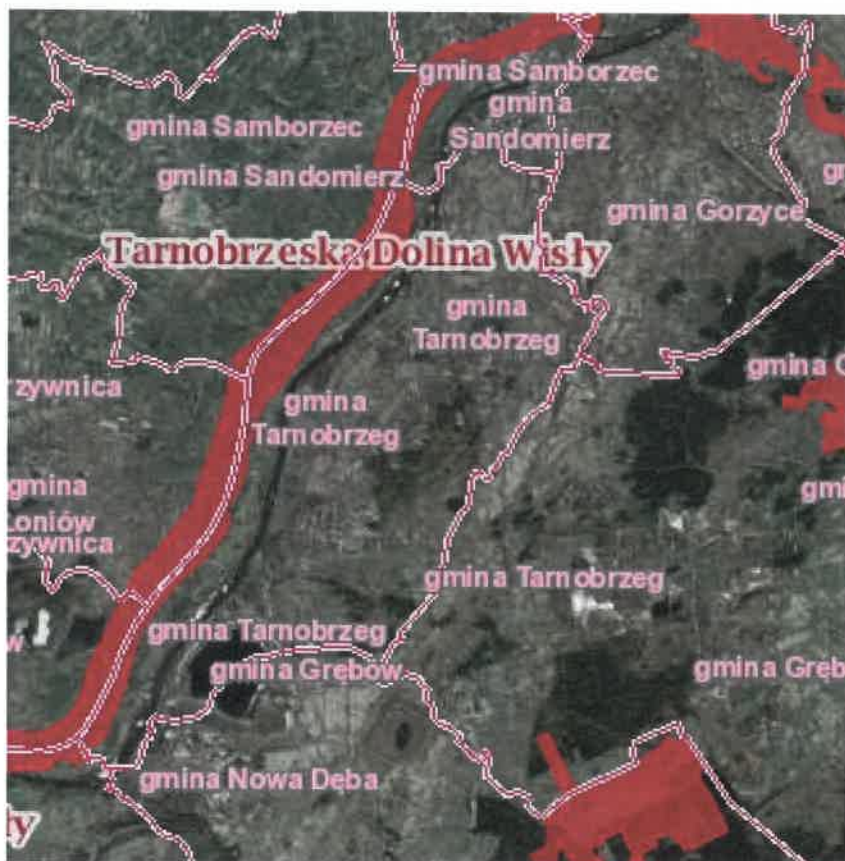 gmina Samborzec
gmina
Sandomierz
gmina Samborzec
gmina Sandomierz
gmina Gorzyce
Tarnobrzeska Dolina Wisły
gmina
Tarnobrzeg
gmina
Tarnobrzeg
gmina
gmina Tarnobrzeg
gmina Tarnobrzeg
gmina Grębów
gmina Nowa Dęba